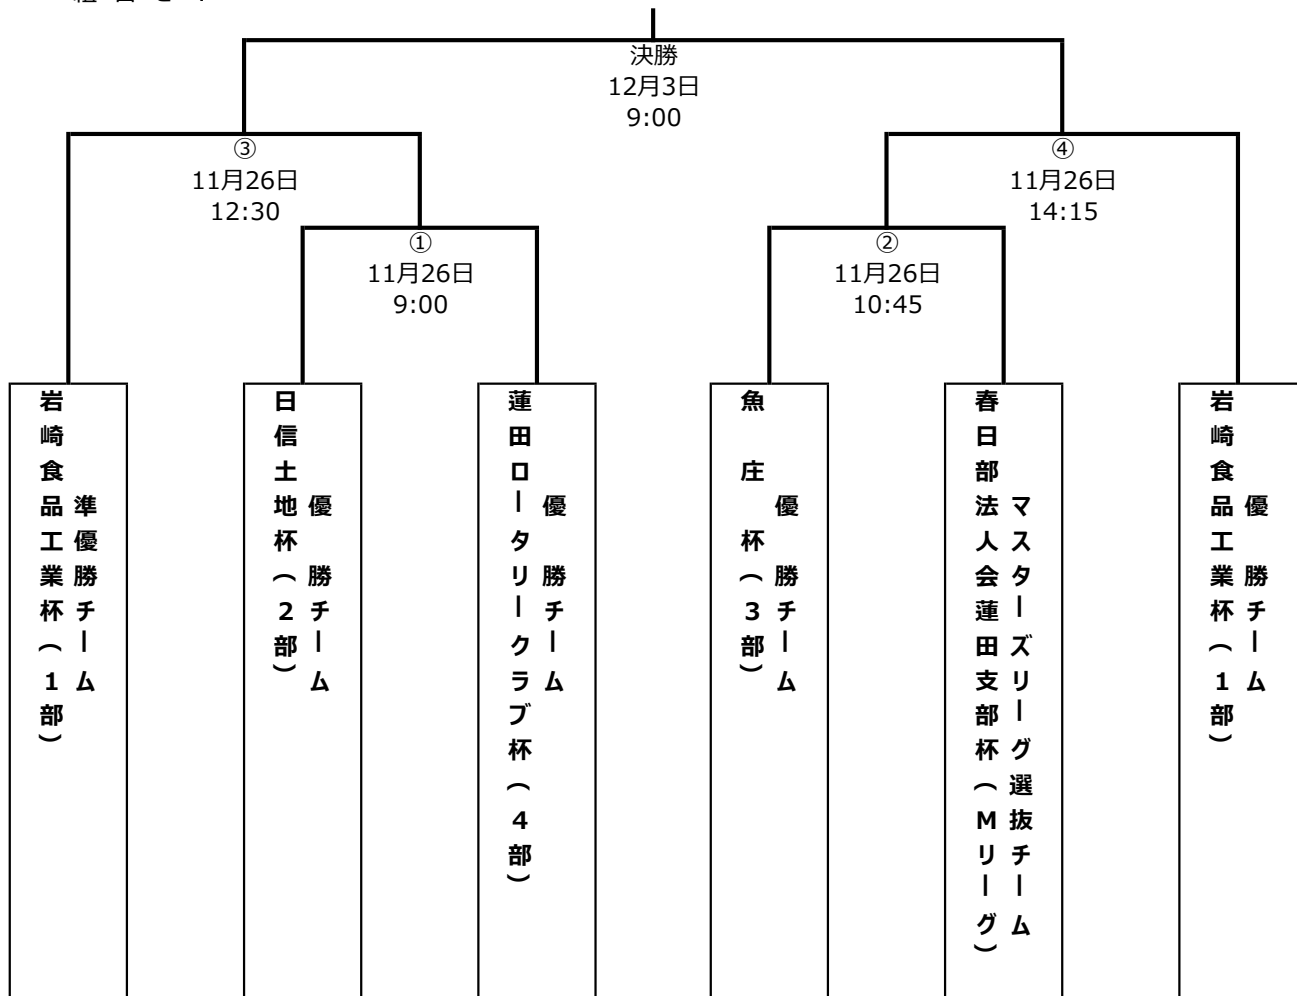 決勝
12月3日
9:00
③
11月26日
12:30
④
11月26日
14:15
①
11月26日
9:00
②
11月26日
10:45
岩崎食品工業杯(1部)
準優勝チーム
日信土地杯(2部)
優勝チーム
蓮田ロータリークラブ杯(4部)
優勝チーム
魚庄杯(3部)
優勝チーム
春日部法人会蓮田支部杯(Mリーグ)
マスターズリーグ選抜チーム
岩崎食品工業杯(1部)
優勝チーム